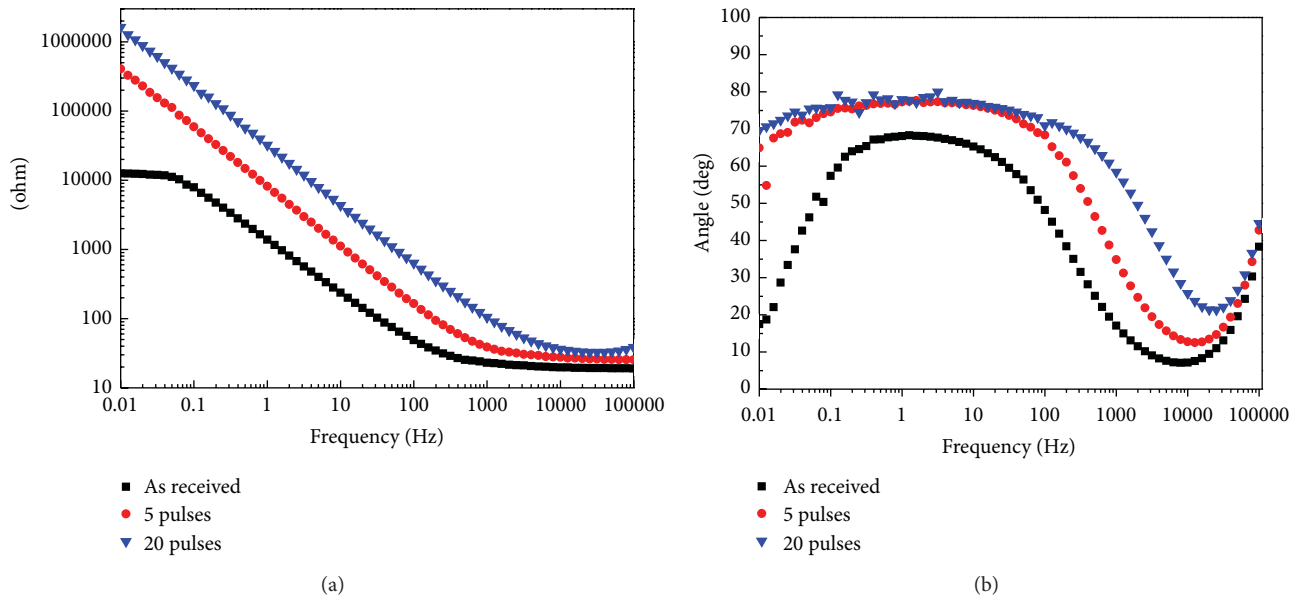 1000000
100000
10000
1000
100
10
(ohm)
0.01 0.1 1 10 100 1000 10000 100000
Frequency (Hz)
As received
5 pulses
20 pulses
(a)
100
90
80
70
60
50
40
30
20
10
0
Angle (deg)
0.01 0.1 1 10 100 1000 10000 100000
Frequency (Hz)
As received
5 pulses
20 pulses
(b)